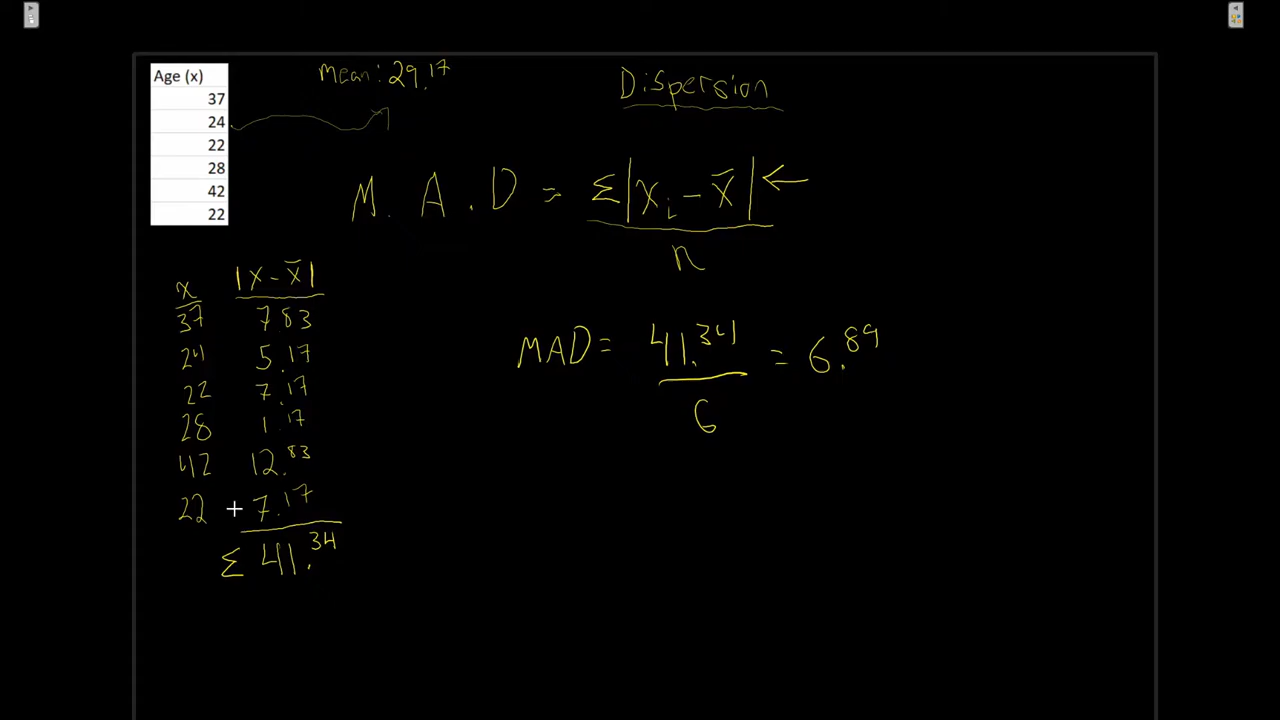 Age (x)
37
24
22
28
42
22
Mean: 29.17
Dispersion
M. A. D = Σ|xᵢ - x̄|
n
x |x - x̄|
37 7 83
24 5.17
22 7.17
28 1.17
42 12.83
22 + 7.17
Σ 41.34
MAD = 41.34 = 6.89
6